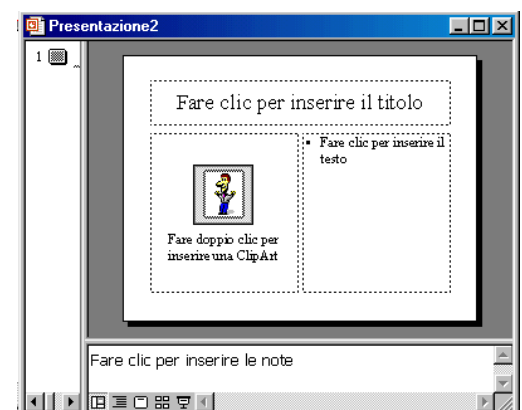 Presentazione2
1
Fare clic per inserire il titolo
Fare doppio clic per
inserire una ClipArt
▪ Fare clic per inserire il
testo
Fare clic per inserire le note